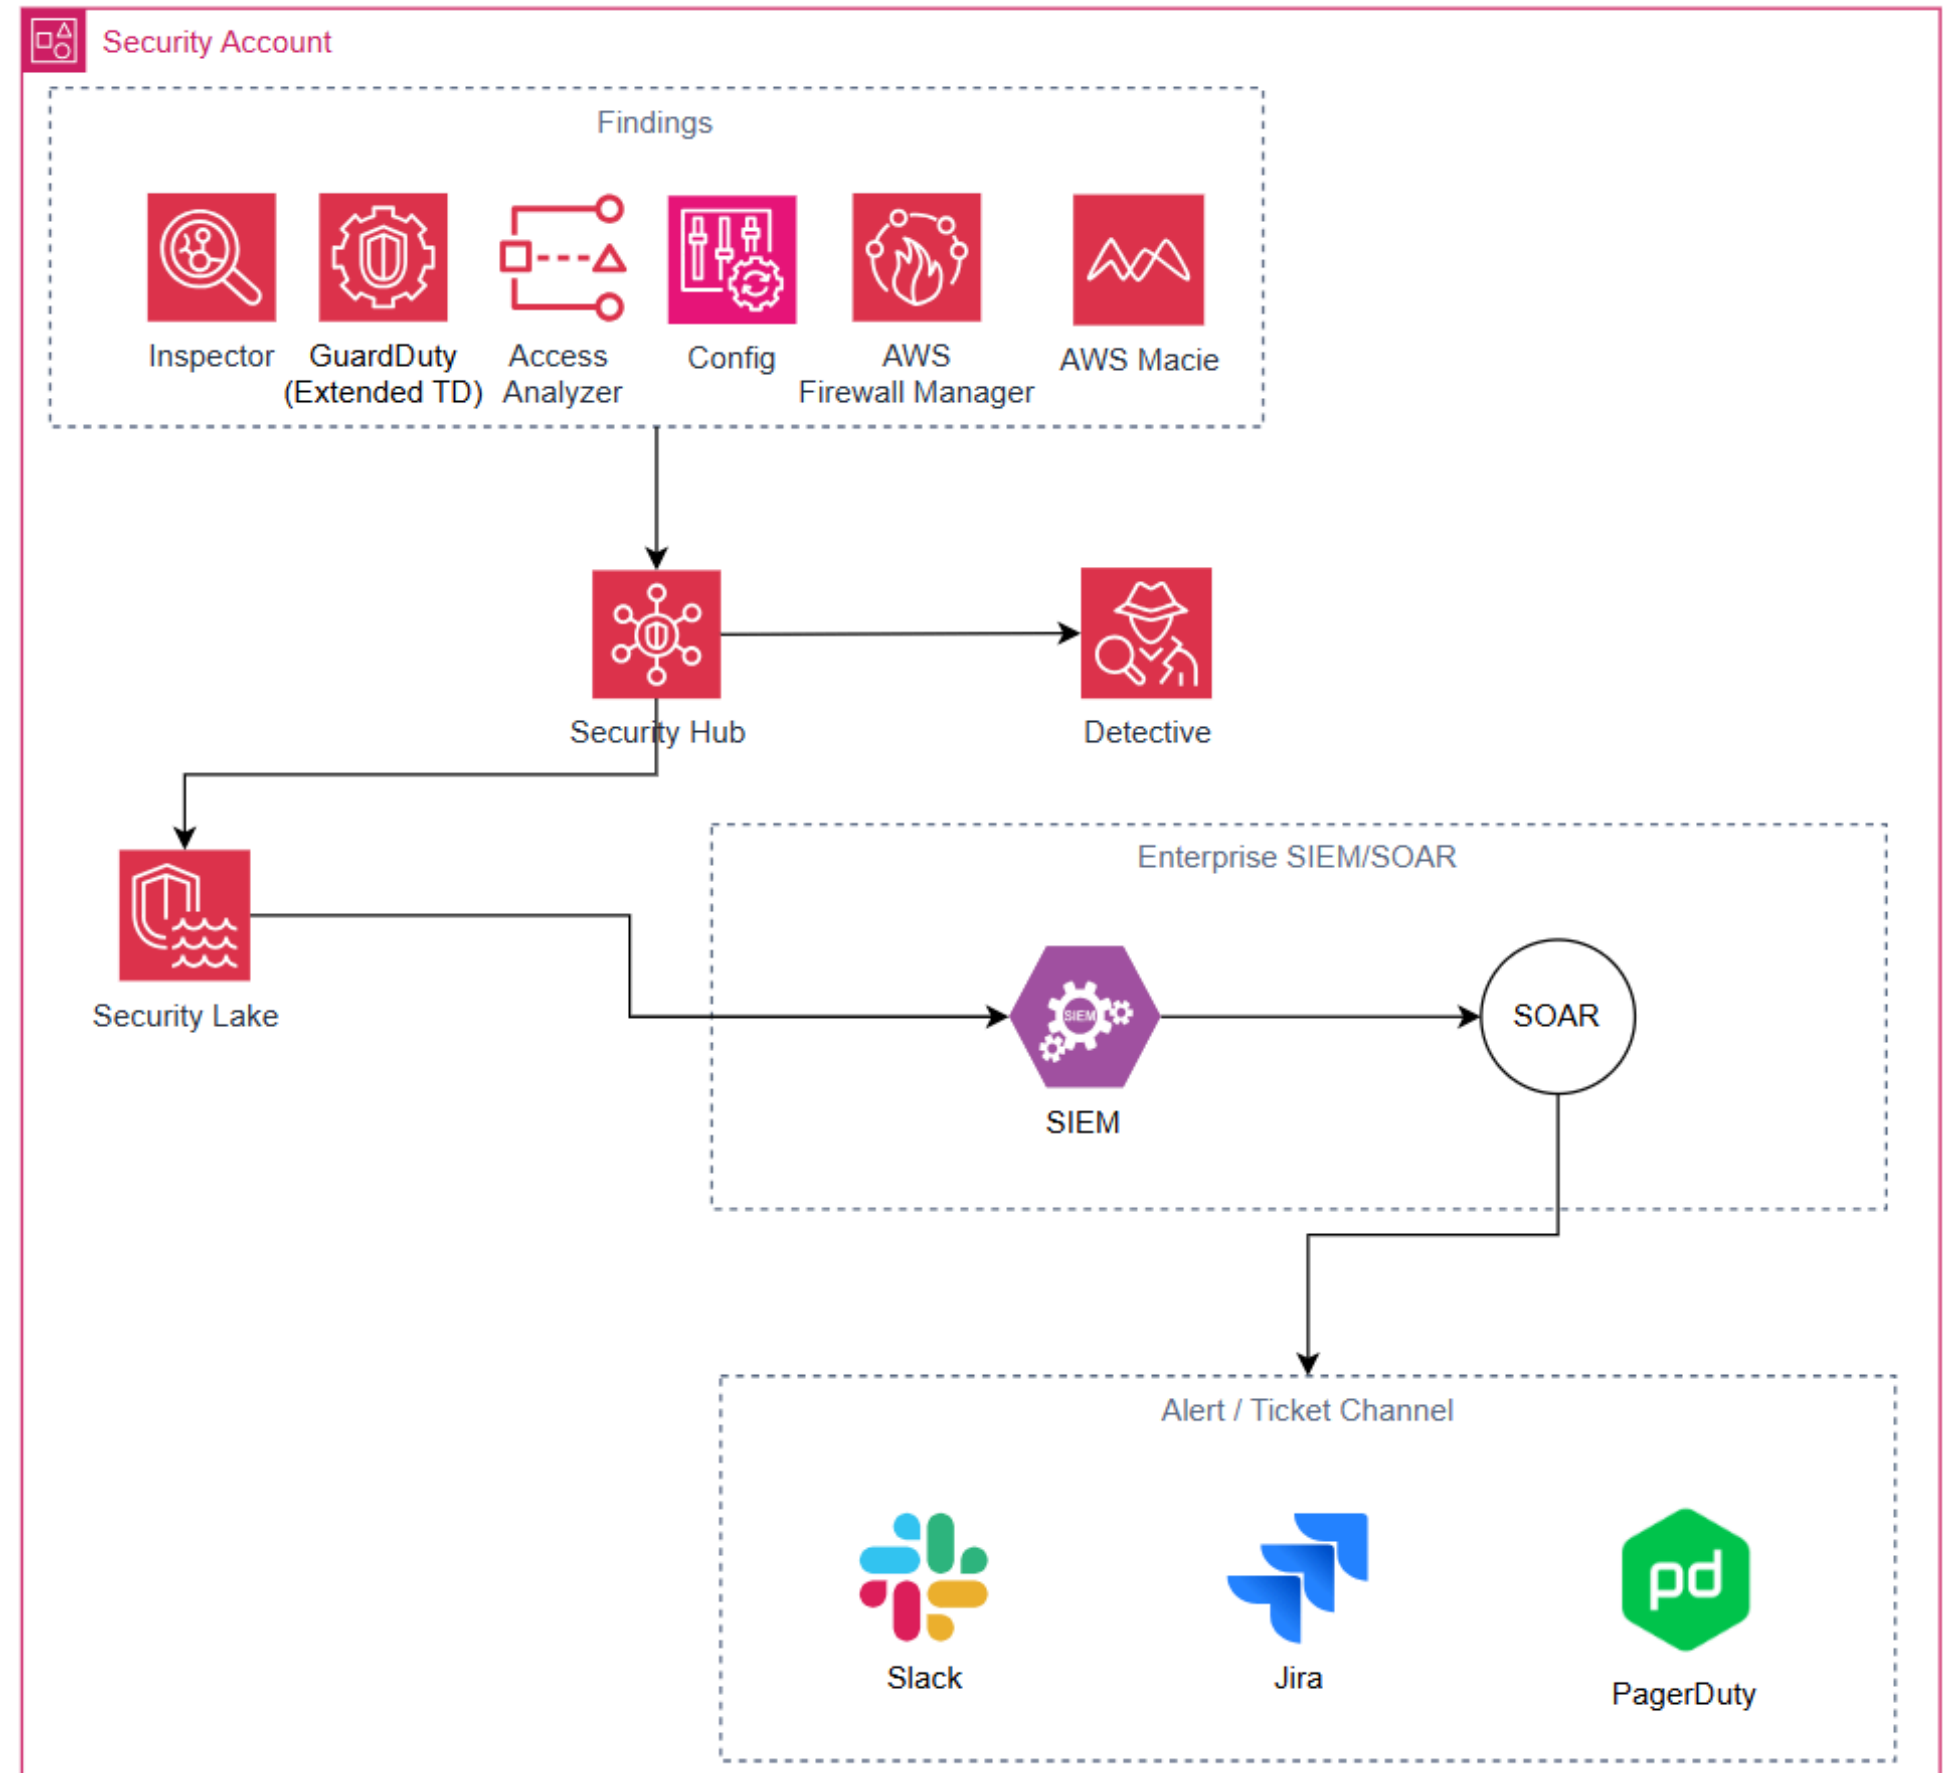 Security Account
Findings
Inspector
GuardDuty
(Extended TD)
Access
Analyzer
Config
AWS
Firewall Manager
AWS Macie
Security Hub
Detective
Security Lake
Enterprise SIEM/SOAR
SIEM
SIEM
SOAR
Alert / Ticket Channel
Slack
Jira
pd
PagerDuty